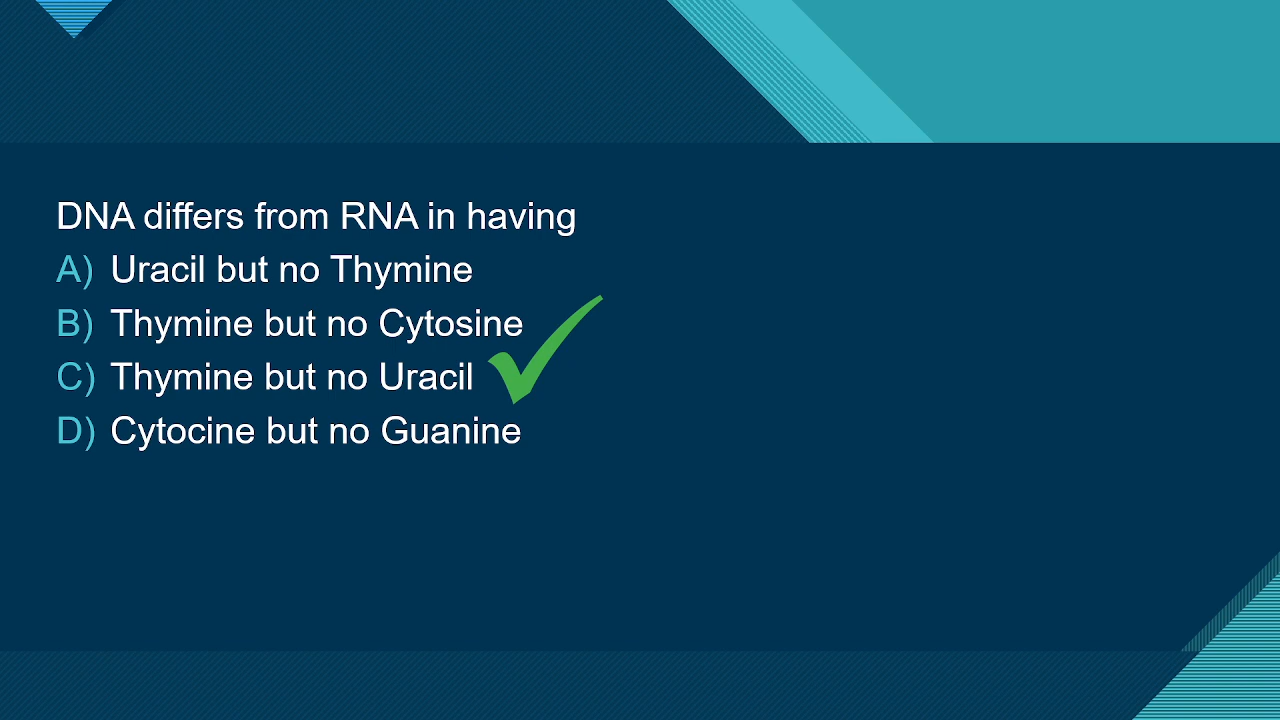 DNA differs from RNA in having
A) Uracil but no Thymine
B) Thymine but no Cytosine
C) Thymine but no Uracil
D) Cytocine but no Guanine